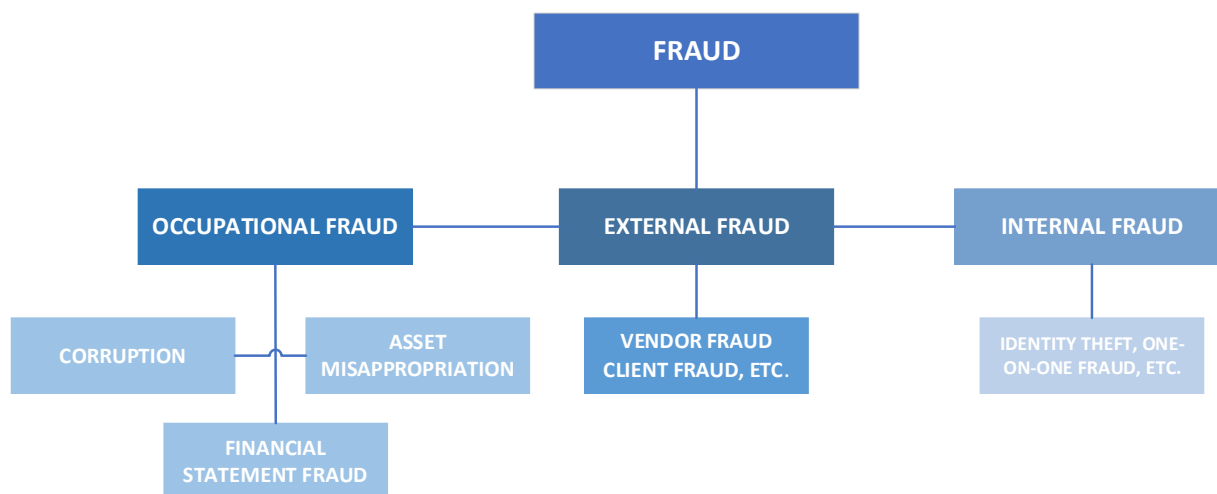 FRAUD
OCCUPATIONAL FRAUD
EXTERNAL FRAUD
INTERNAL FRAUD
CORRUPTION
ASSET
MISAPPROPRIATION
VENDOR FRAUD
CLIENT FRAUD, ETC.
IDENTITY THEFT, ONE-
ON-ONE FRAUD, ETC.
FINANCIAL
STATEMENT FRAUD